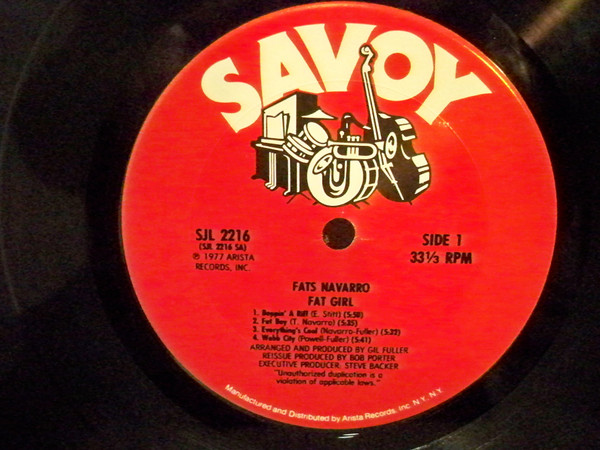 SAVOY
SJL 2216
(SJL 2216 SA)
℗ 1977 ARISTA
RECORDS, INC.
SIDE 1
33⅓ RPM
FATS NAVARRO
FAT GIRL
1. Boppin' A Riff (E. Stitt) (5:58)
2. Fat Boy (T. Navarro) (5:25)
3. Everything's Cool (Navarro-Fuller) (5:22)
4. Webb City (Powell-Fuller) (5:41)
ARRANGED AND PRODUCED BY GIL FULLER
REISSUE PRODUCED BY BOB PORTER
EXECUTIVE PRODUCER: STEVE BACKER
"Unauthorized duplication is a
violation of applicable laws."
Manufactured and Distributed by Arista Records, Inc. N.Y., N.Y.